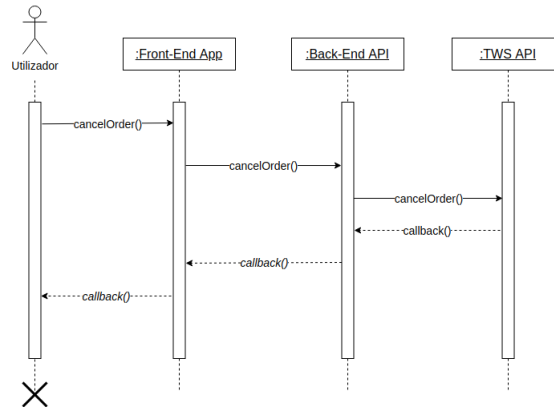 :Front-End App
:Back-End API
:TWS API
Utilizador
cancelOrder()
cancelOrder()
cancelOrder()
callback()
callback()
callback()